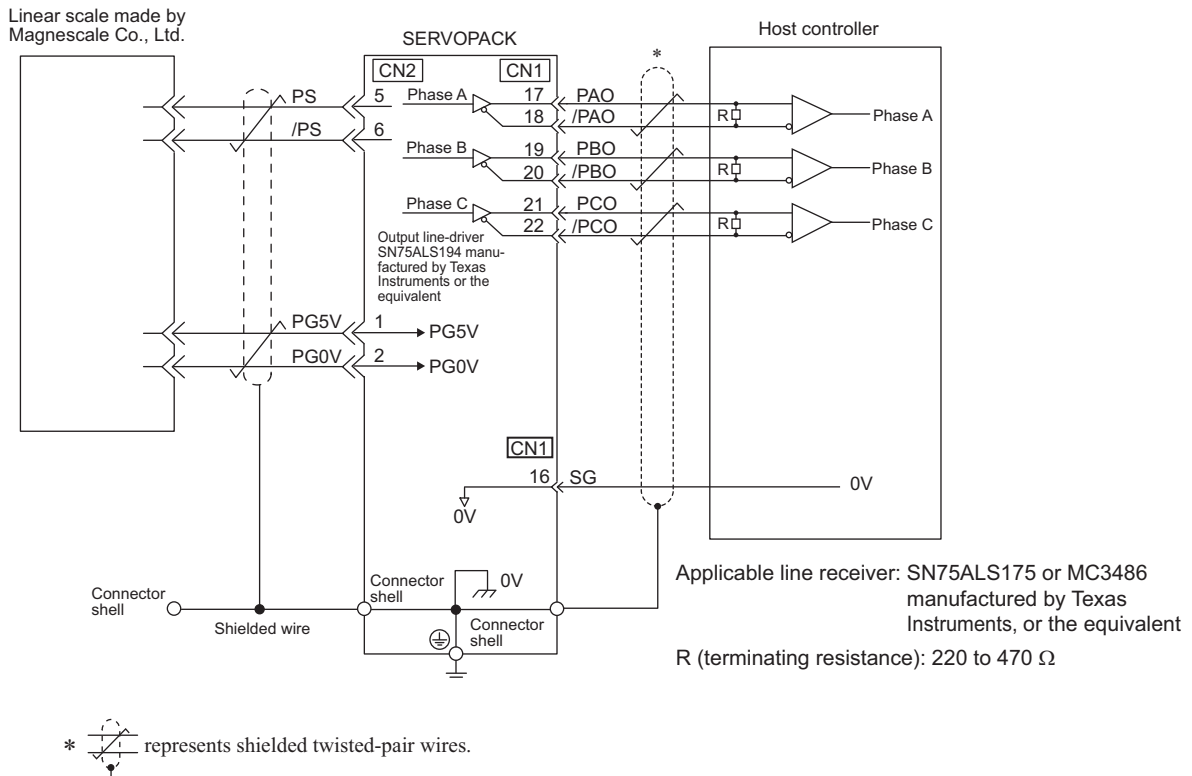 Linear scale made by
Magnescale Co., Ltd.
SERVOPACK
Host controller
*
CN2
CN1
PS
5
Phase A
17
PAO
R
Phase A
18
/PAO
/PS
6
Phase B
19
PBO
R
Phase B
20
/PBO
Phase C
21
PCO
R
Phase C
22
/PCO
Output line-driver
SN75ALS194 manu-
factured by Texas
Instruments or the
equivalent
PG5V
1
PG5V
PG0V
2
PG0V
CN1
16
SG
0V
0V
Connector
shell
Shielded wire
Connector
shell
0V
Connector
shell
Applicable line receiver: SN75ALS175 or MC3486
manufactured by Texas
Instruments, or the equivalent
R (terminating resistance): 220 to 470 Ω
* represents shielded twisted-pair wires.